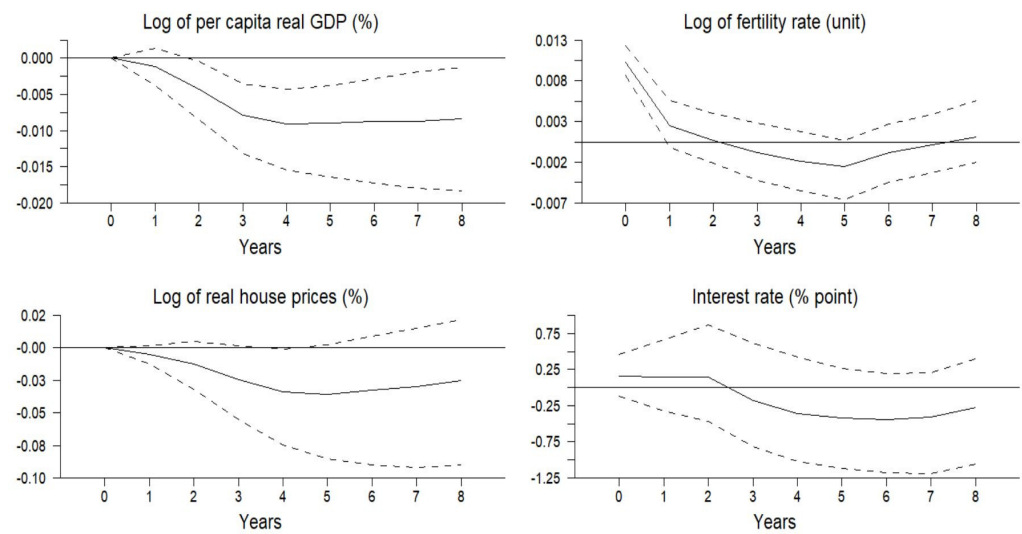 Log of per capita real GDP (%)
0.000
-0.005
-0.010
-0.015
-0.020
0 1 2 3 4 5 6 7 8
Years
Log of fertility rate (unit)
0.013
0.008
0.003
-0.002
-0.007
0 1 2 3 4 5 6 7 8
Years
Log of real house prices (%)
0.02
-0.00
-0.03
-0.05
-0.08
-0.10
0 1 2 3 4 5 6 7 8
Years
Interest rate (% point)
0.75
0.25
-0.25
-0.75
-1.25
0 1 2 3 4 5 6 7 8
Years